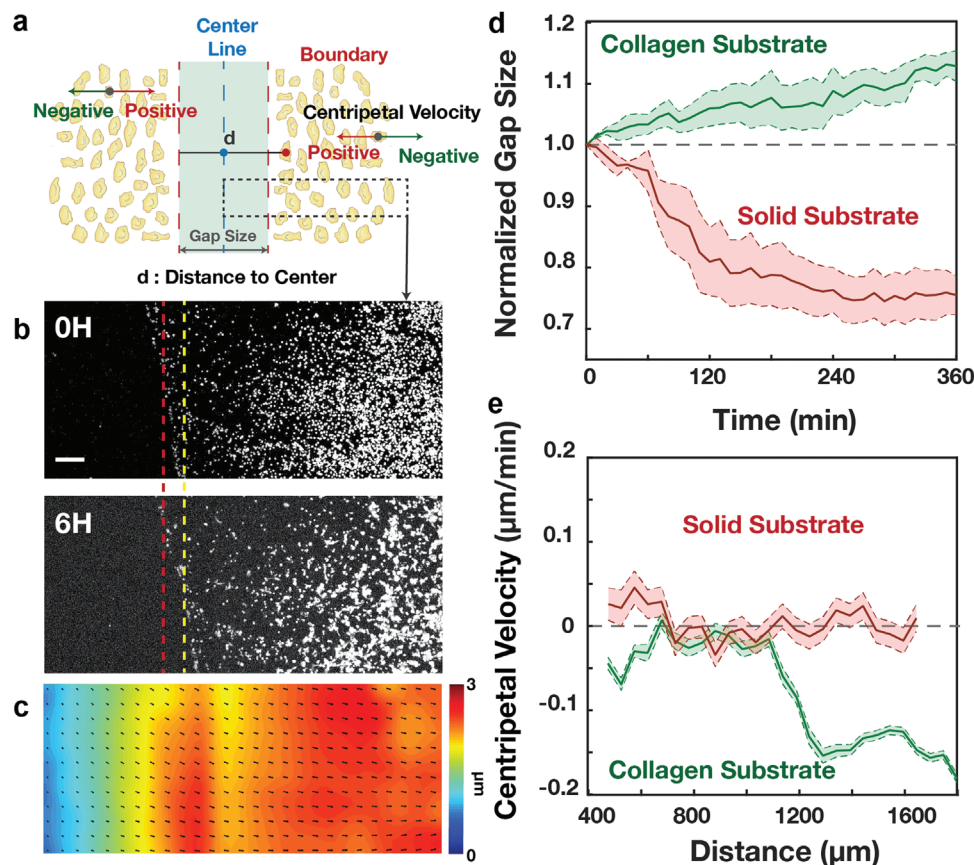 a
Center
Line
Boundary
Negative
Positive
Centripetal Velocity
d
Positive
Negative
Gap Size
d : Distance to Center
b
0H
6H
c
3
µm
0
d
Collagen Substrate
Solid Substrate
Normalized Gap Size
1.2
1.1
1.0
0.9
0.8
0.7
0
120
240
360
Time (min)
e
Solid Substrate
Collagen Substrate
Centripetal Velocity (µm/min)
0.2
0.1
0
-0.1
-0.2
400
800
1200
1600
Distance (µm)